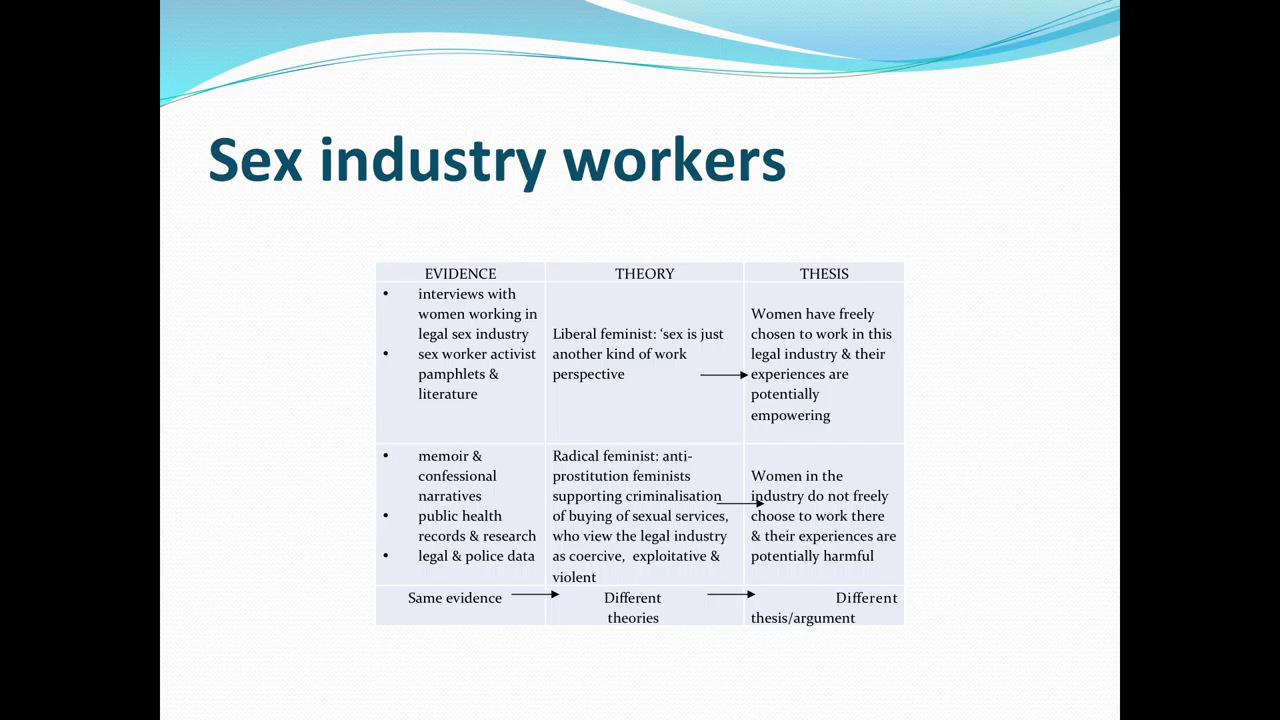 Sex industry workers
EVIDENCE
THEORY
THESIS
• interviews with
women working in
legal sex industry
• sex worker activist
pamphlets &
literature
Liberal feminist: ‘sex is just
another kind of work
perspective
Women have freely
chosen to work in this
legal industry & their
experiences are
potentially
empowering
• memoir &
confessional
narratives
• public health
records & research
• legal & police data
Radical feminist: anti-
prostitution feminists
supporting criminalisation
of buying of sexual services,
who view the legal industry
as coercive, exploitative &
violent
Women in the
industry do not freely
choose to work there
& their experiences are
potentially harmful
Same evidence
Different
theories
Different
thesis/argument